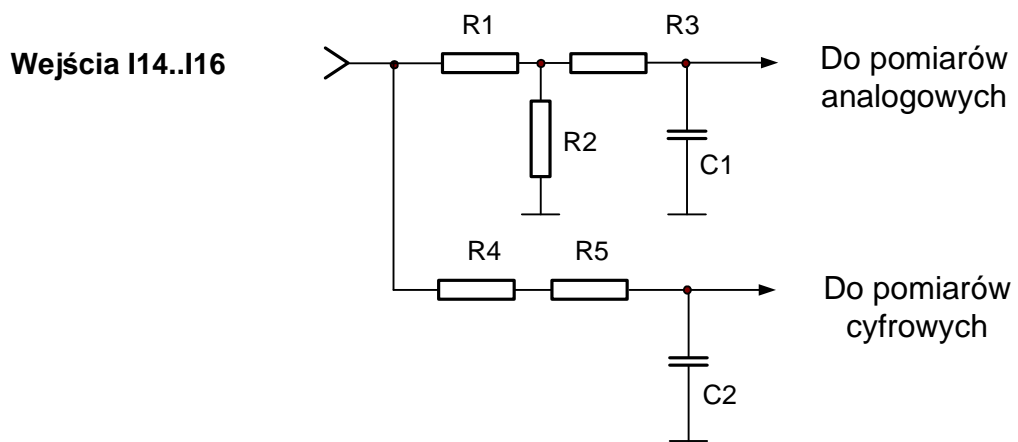 R1
R3
Wejścia I14..I16
Do pomiarów
analogowych
R2
C1
R4
R5
Do pomiarów
cyfrowych
C2